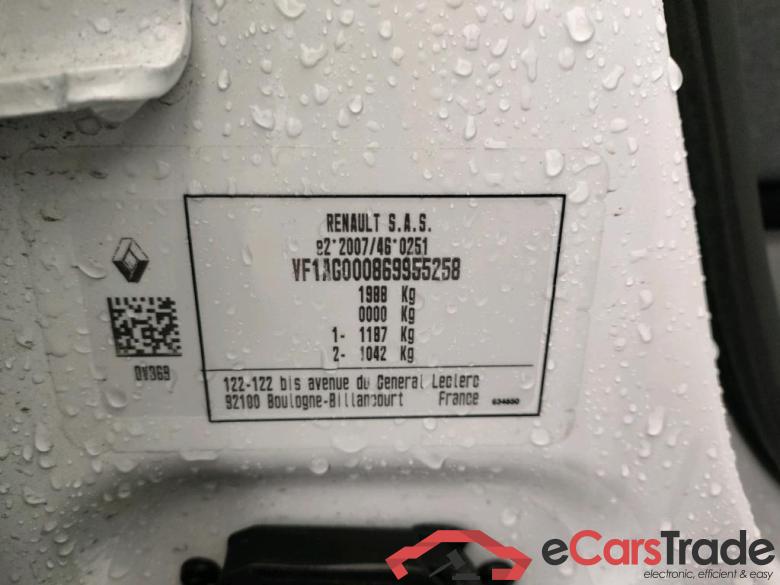 RENAULT S.A.S.
e2*2007/46*0251
VF1AG000869955258
1988 Kg
0000 Kg
1- 1187 Kg
2- 1042 Kg
122-122 bis avenue du General Leclerc
92100 Boulogne-Billancourt France
634830
0V369
eCarsTrade
electronic, efficient & easy